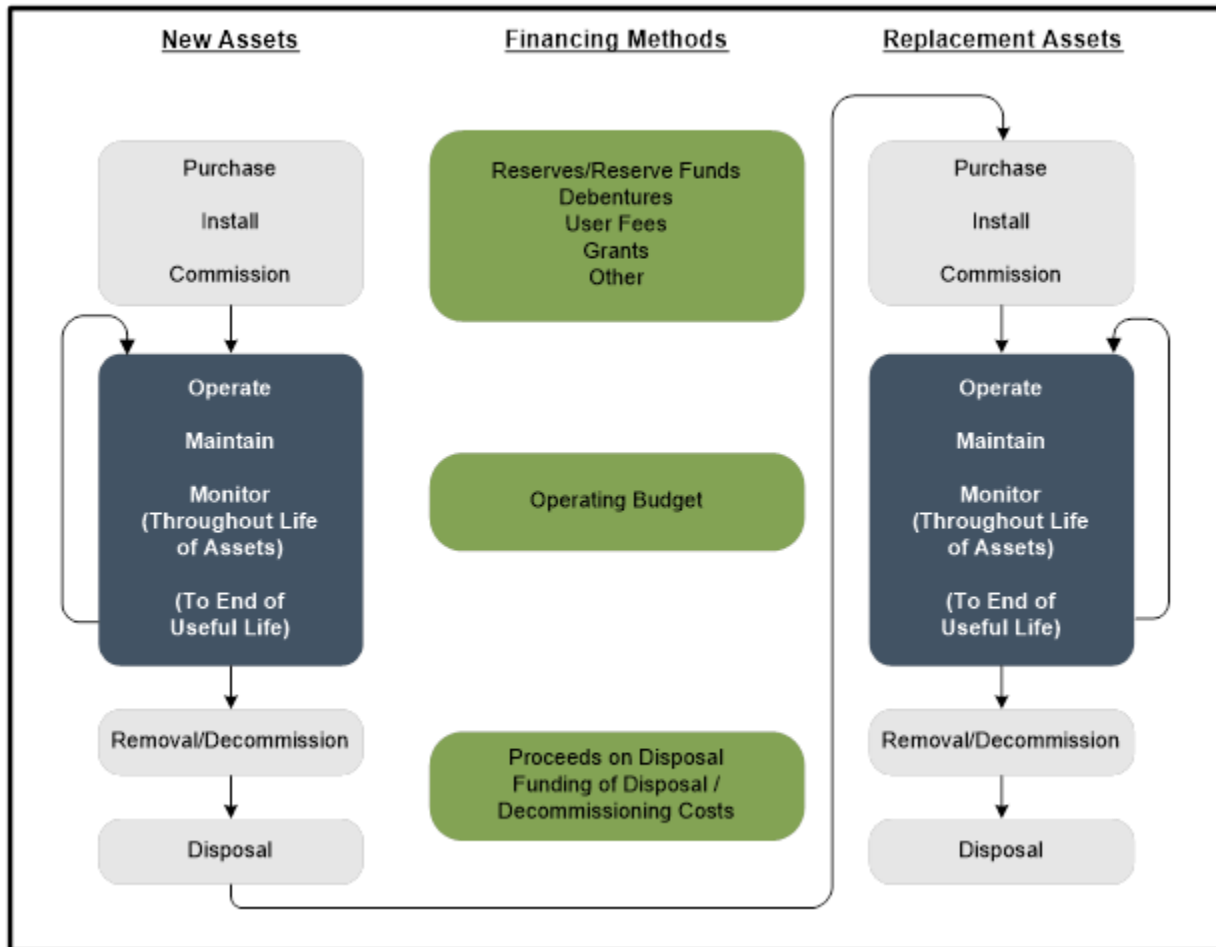 New Assets
Purchase
Install
Commission
Operate
Maintain
Monitor
(Throughout Life
of Assets)
(To End of
Useful Life)
Removal/Decommission
Disposal
Financing Methods
Reserves/Reserve Funds
Debentures
User Fees
Grants
Other
Operating Budget
Proceeds on Disposal
Funding of Disposal /
Decommissioning Costs
Replacement Assets
Purchase
Install
Commission
Operate
Maintain
Monitor
(Throughout Life
of Assets)
(To End of
Useful Life)
Removal/Decommission
Disposal